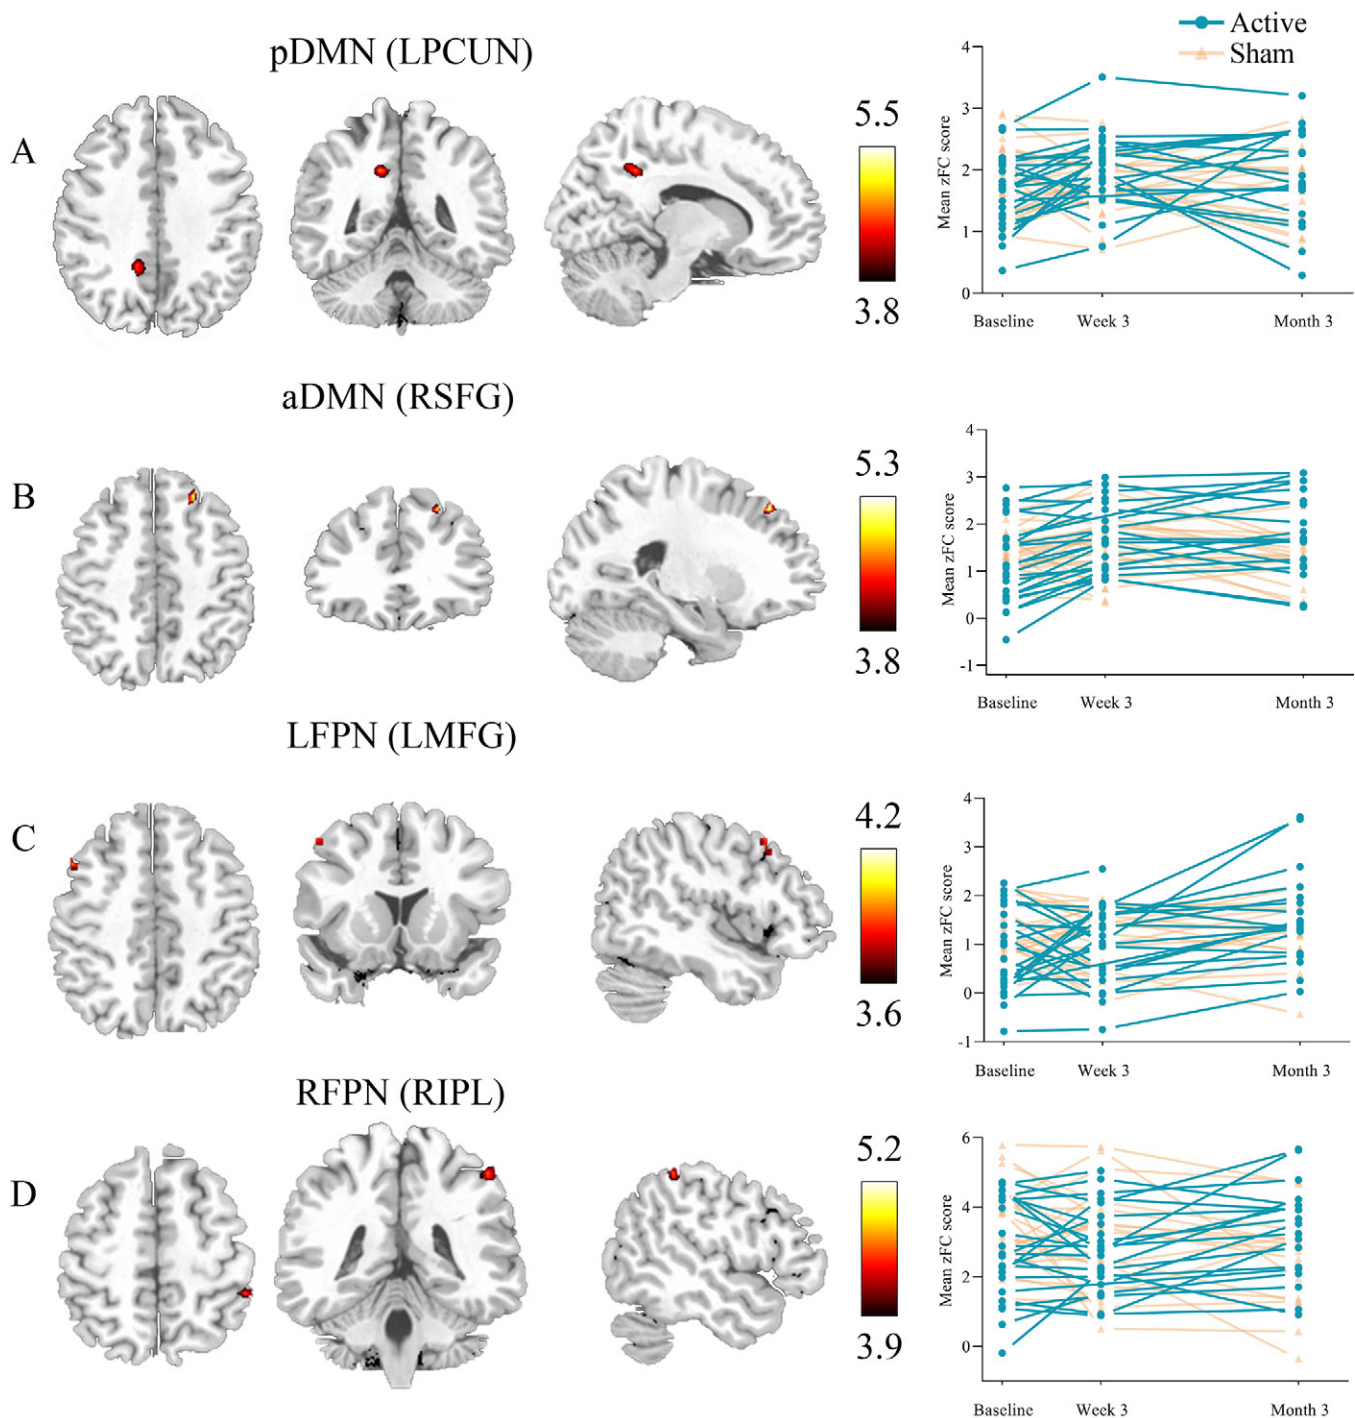 pDMN (LPCUN)
Active
Sham
A
5.5
3.8
4
3
2
1
0
Mean zFC score
Baseline
Week 3
Month 3
aDMN (RSFG)
B
5.3
3.8
4
3
2
1
0
-1
Mean zFC score
Baseline
Week 3
Month 3
LFPN (LMFG)
C
4.2
3.6
4
3
2
1
0
-1
Mean zFC score
Baseline
Week 3
Month 3
RFPN (RIPL)
D
5.2
3.9
6
4
2
0
Mean zFC score
Baseline
Week 3
Month 3